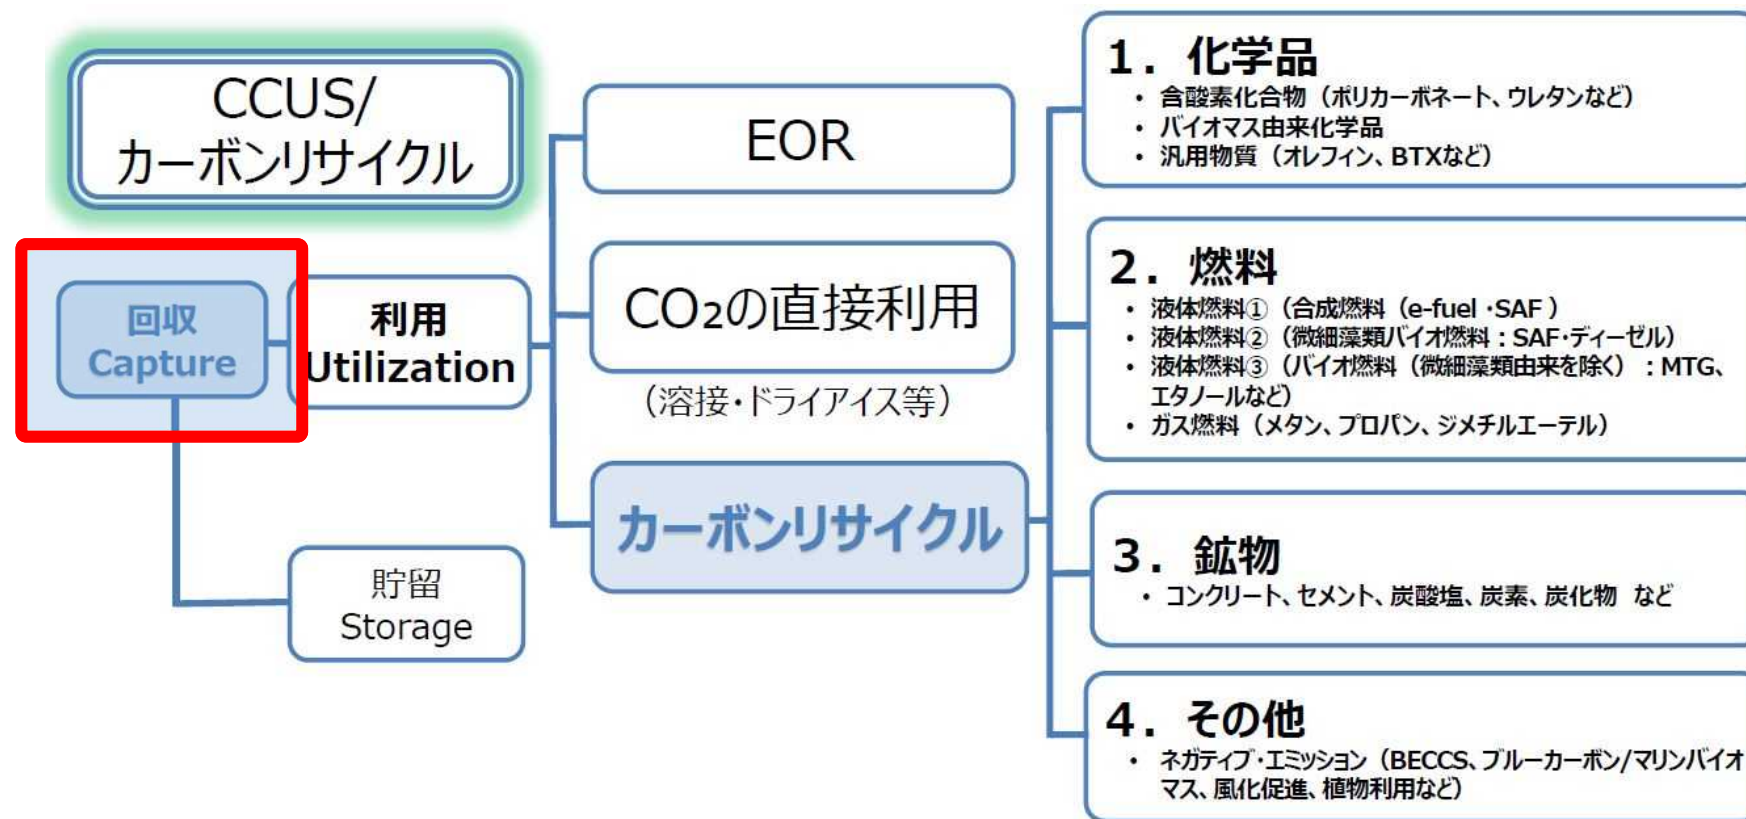 CCUS/
カーボンリサイクル
回収
Capture
利用
Utilization
貯留
Storage
EOR
CO₂の直接利用
（溶接・ドライアイス等）
カーボンリサイクル
1．化学品
・ 含酸素化合物（ポリカーボネート、ウレタンなど）
・ バイオマス由来化学品
・ 汎用物質（オレフィン、BTXなど）
2．燃料
・ 液体燃料①（合成燃料（e-fuel・SAF ）
・ 液体燃料②（微細藻類バイオ燃料：SAF・ディーゼル）
・ 液体燃料③（バイオ燃料（微細藻類由来を除く）：MTG、
エタノールなど）
・ ガス燃料（メタン、プロパン、ジメチルエーテル）
3．鉱物
・ コンクリート、セメント、炭酸塩、炭素、炭化物 など
4．その他
・ ネガティブ・エミッション（BECCS、ブルーカーボン/マリンバイオ
マス、風化促進、植物利用など）